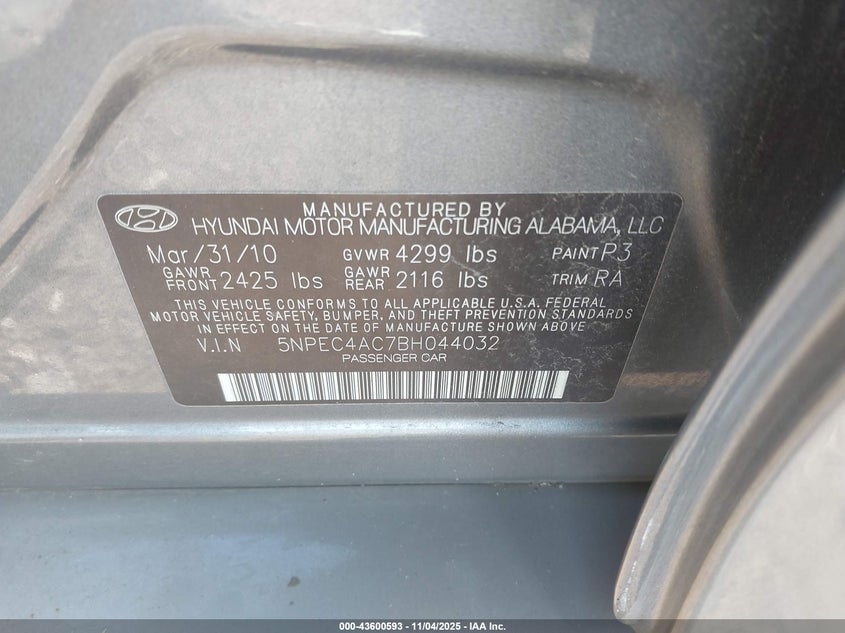 MANUFACTURED BY
HYUNDAI MOTOR MANUFACTURING ALABAMA, LLC
Mar/31/10 GVWR 4299 lbs PAINT P3
GAWR FRONT 2425 lbs GAWR REAR 2116 lbs TRIM RA
THIS VEHICLE CONFORMS TO ALL APPLICABLE U.S.A. FEDERAL
MOTOR VEHICLE SAFETY, BUMPER, AND THEFT PREVENTION STANDARDS
IN EFFECT ON THE DATE OF MANUFACTURE SHOWN ABOVE
V.I.N 5NPEC4AC7BH044032
PASSENGER CAR
000-43600593 - 11/04/2025 - IAA Inc.